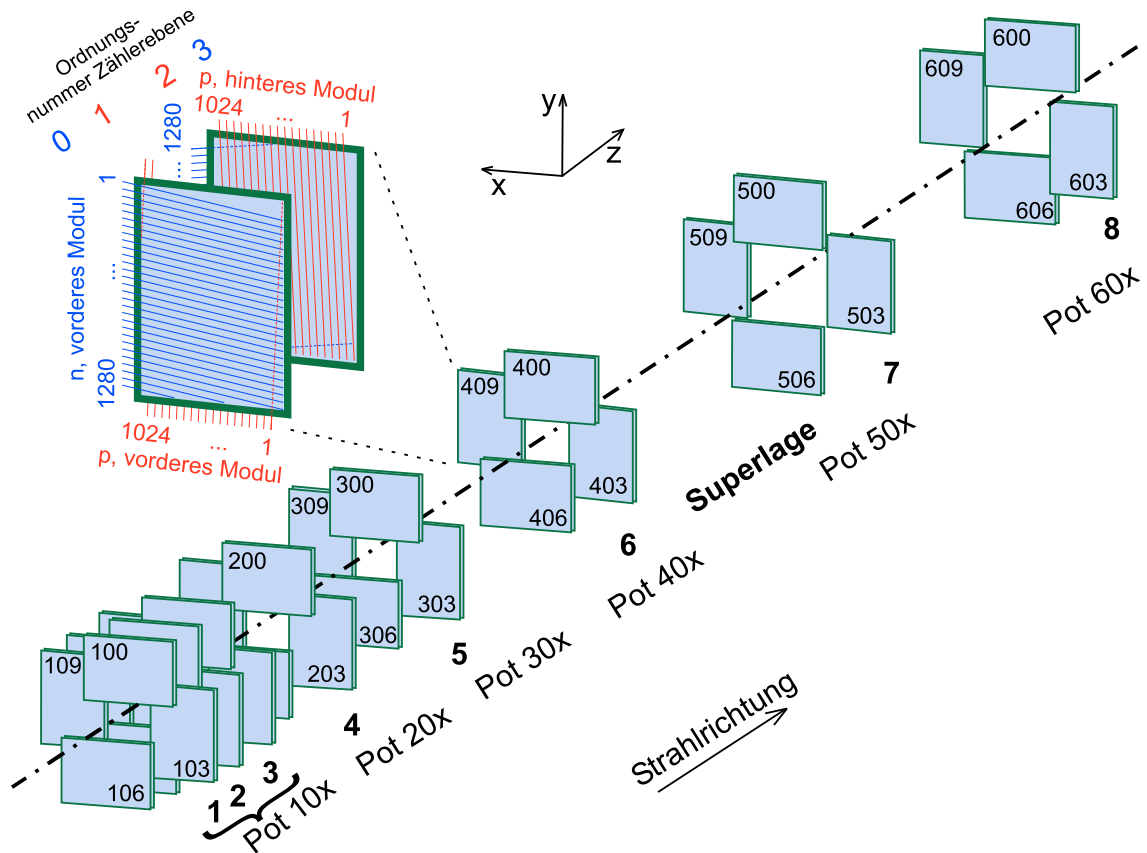 Ordnungs-
nummer Zählerebene
0
1
2
3
p, hinteres Modul
1024 ... 1
... 1280
1
n, vorderes Modul
...
1280
1024 ... 1
p, vorderes Modul
y
z
x
600
609
603
606
8
Pot 60x
500
509
503
506
7
Pot 50x
Superlage
400
409
403
406
6
Pot 40x
300
309
303
306
5
Pot 30x
200
203
4
Pot 20x
100
109
103
106
1
2
3
Pot 10x
Strahlrichtung